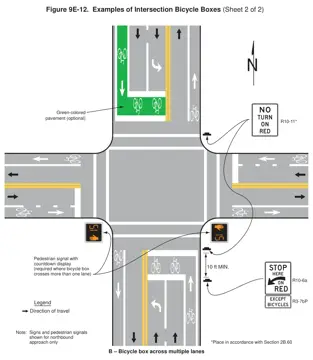 Figure 9E-12. Examples of Intersection Bicycle Boxes (Sheet 2 of 2)
N
Green-colored
pavement (optional)
NO
TURN
ON
RED
R10-11*
Pedestrian signal with
countdown display
(required where bicycle box
crosses more than one lane)
10 ft MIN.
STOP
HERE
ON
RED
R10-6a
EXCEPT
BICYCLES
R3-7bP
Legend
Direction of travel
Note: Signs and pedestrian signals
shown for northbound
approach only
*Place in accordance with Section 2B.60
B – Bicycle box across multiple lanes